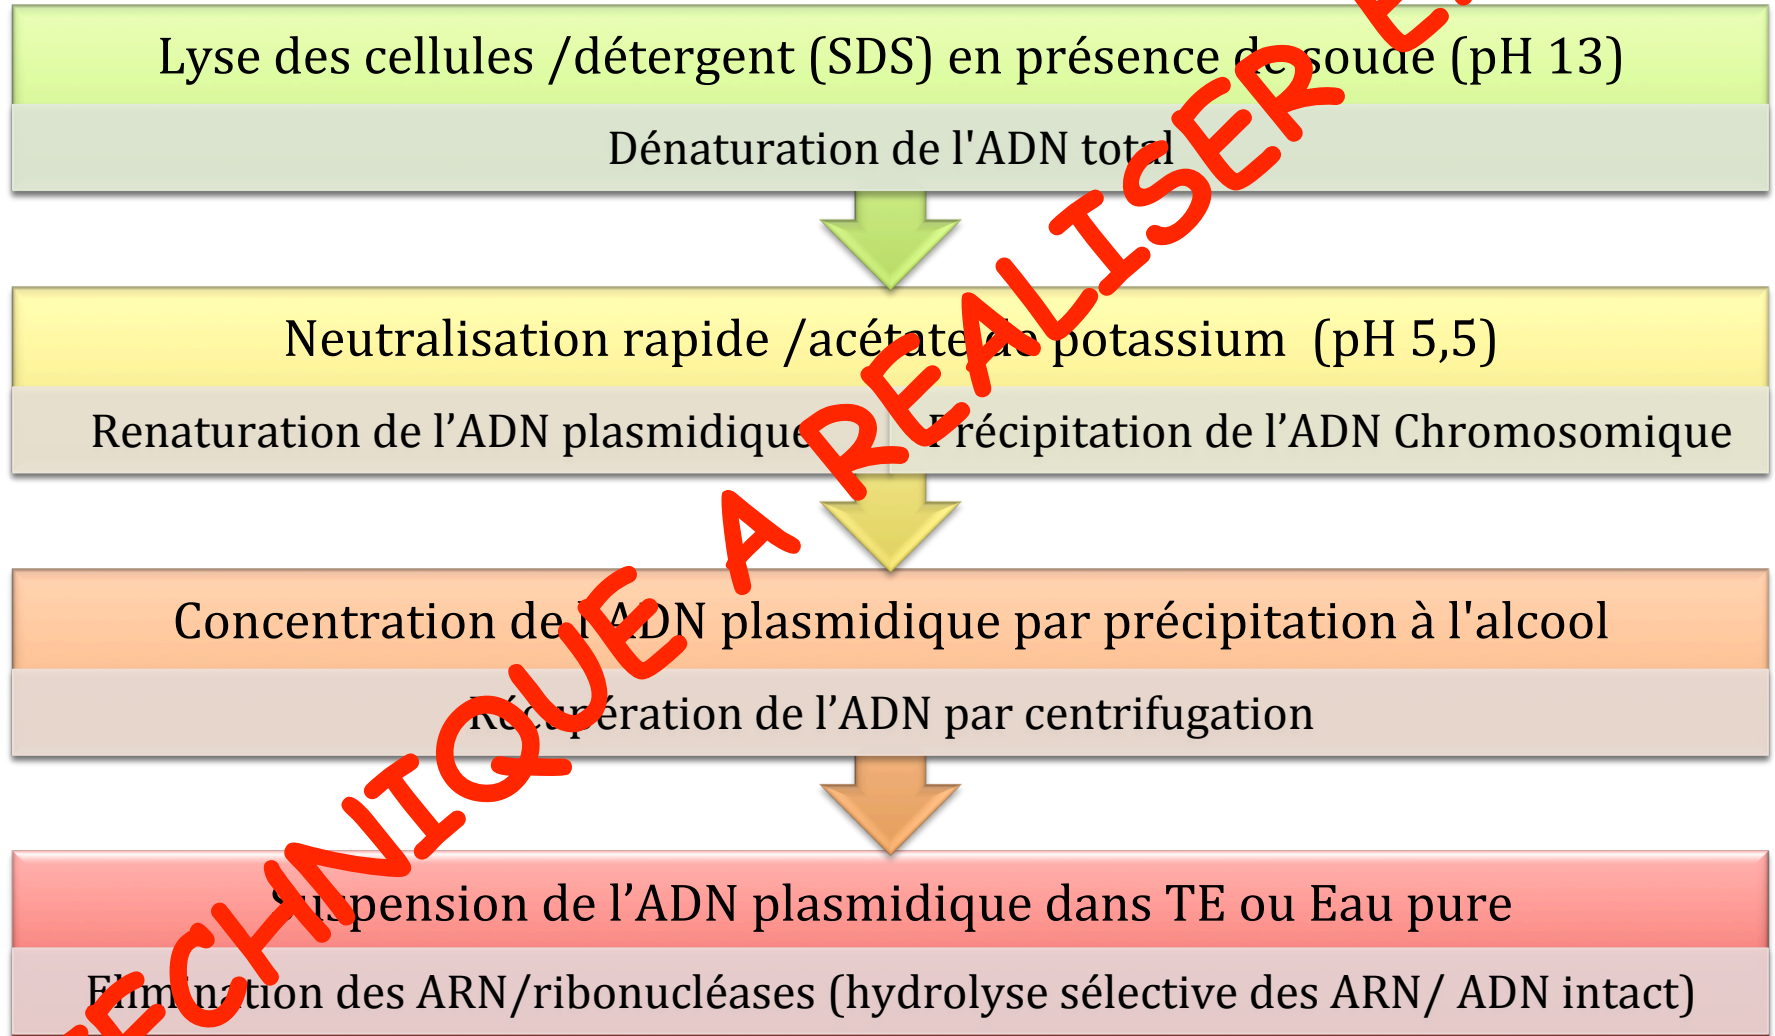 Lyse des cellules /détergent (SDS) en présence de soude (pH 13)
Dénaturation de l'ADN total
Neutralisation rapide /acétate de potassium (pH 5,5)
Renaturation de l’ADN plasmidique
Précipitation de l’ADN Chromosomique
Concentration de l'ADN plasmidique par précipitation à l'alcool
Récupération de l’ADN par centrifugation
Suspension de l’ADN plasmidique dans TE ou Eau pure
Elimination des ARN/ribonucléases (hydrolyse sélective des ARN/ ADN intact)
TECHNIQUE A REALISER